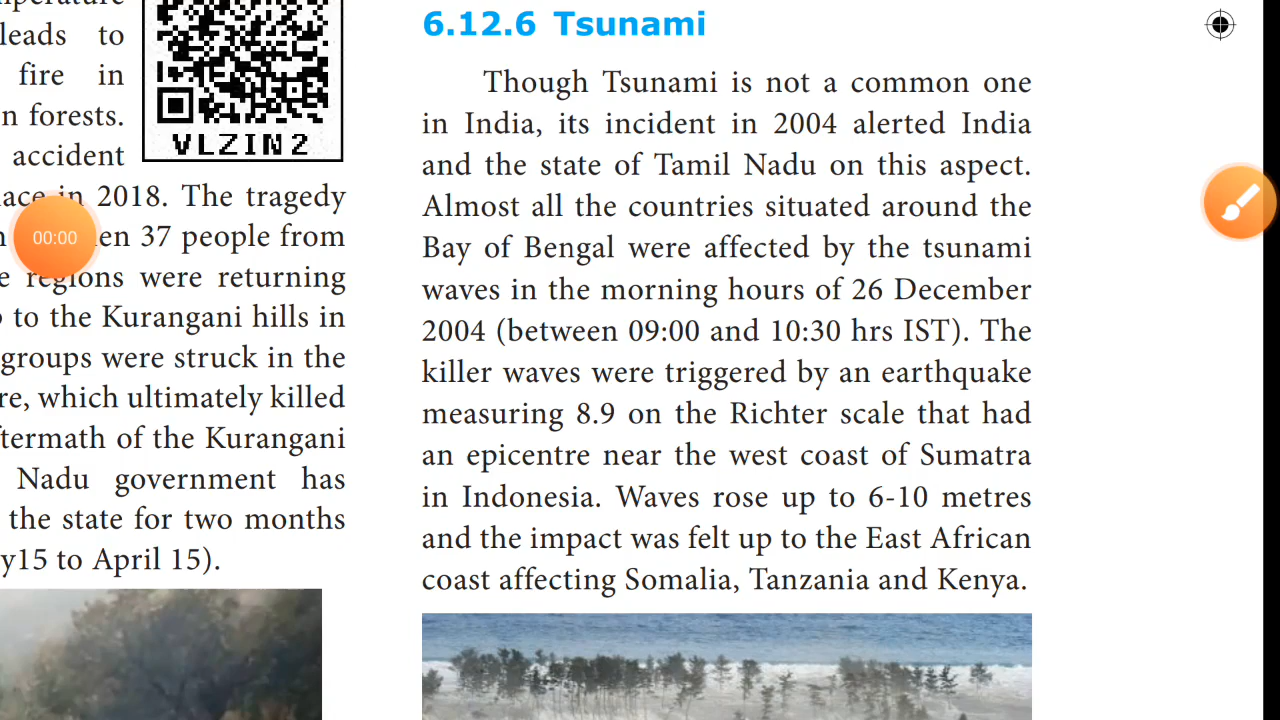 leads to
fire in
n forests.
VLZIN2
accident
in 2018. The tragedy
en 37 people from
regions were returning
to the Kurangani hills in
groups were struck in the
re, which ultimately killed
ftermath of the Kurangani
Nadu government has
the state for two months
y15 to April 15).
00:00
6.12.6 Tsunami
Though Tsunami is not a common one
in India, its incident in 2004 alerted India
and the state of Tamil Nadu on this aspect.
Almost all the countries situated around the
Bay of Bengal were affected by the tsunami
waves in the morning hours of 26 December
2004 (between 09:00 and 10:30 hrs IST). The
killer waves were triggered by an earthquake
measuring 8.9 on the Richter scale that had
an epicentre near the west coast of Sumatra
in Indonesia. Waves rose up to 6-10 metres
and the impact was felt up to the East African
coast affecting Somalia, Tanzania and Kenya.